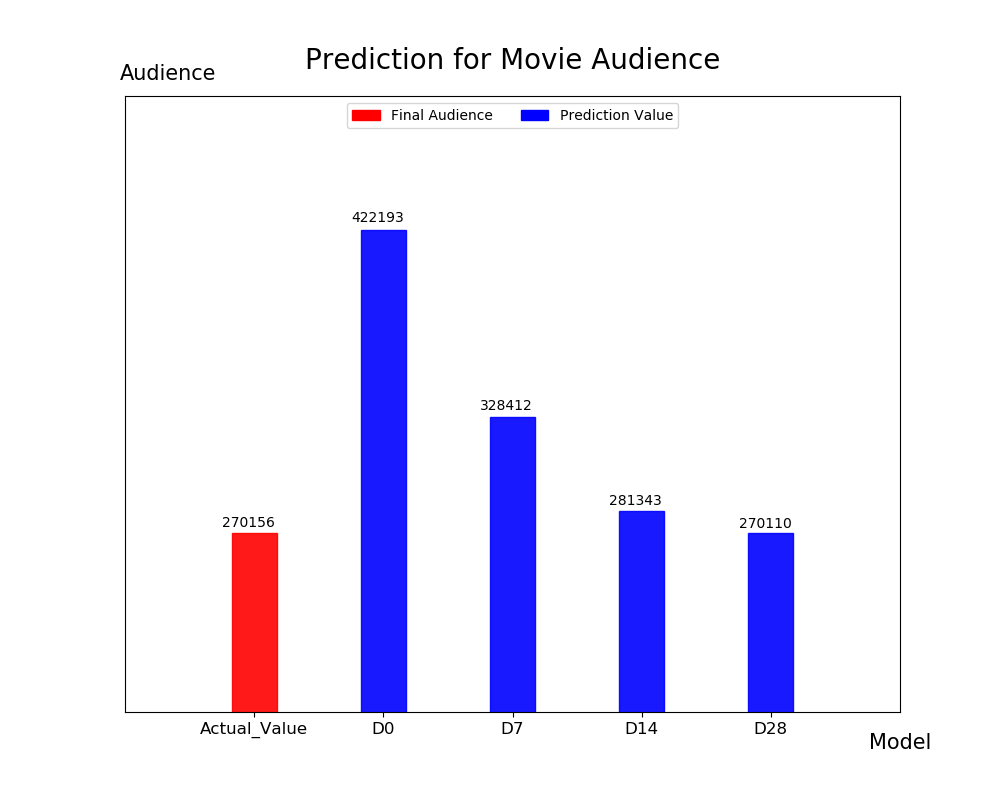 Prediction for Movie Audience
Audience
Final Audience Prediction Value
422193
328412
281343
270156
270110
Actual_Value D0 D7 D14 D28
Model